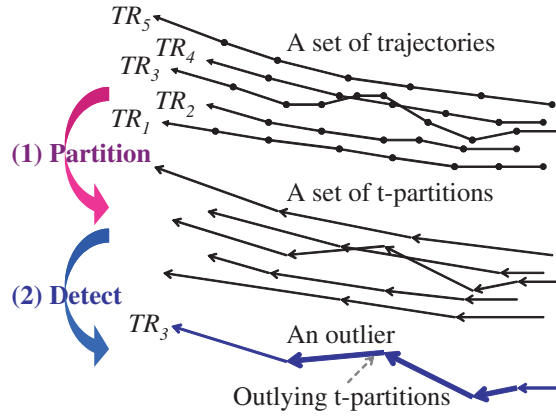 TR5
A set of trajectories
TR4
TR3
TR2
TR1
(1) Partition
A set of t-partitions
(2) Detect
TR3
An outlier
Outlying t-partitions